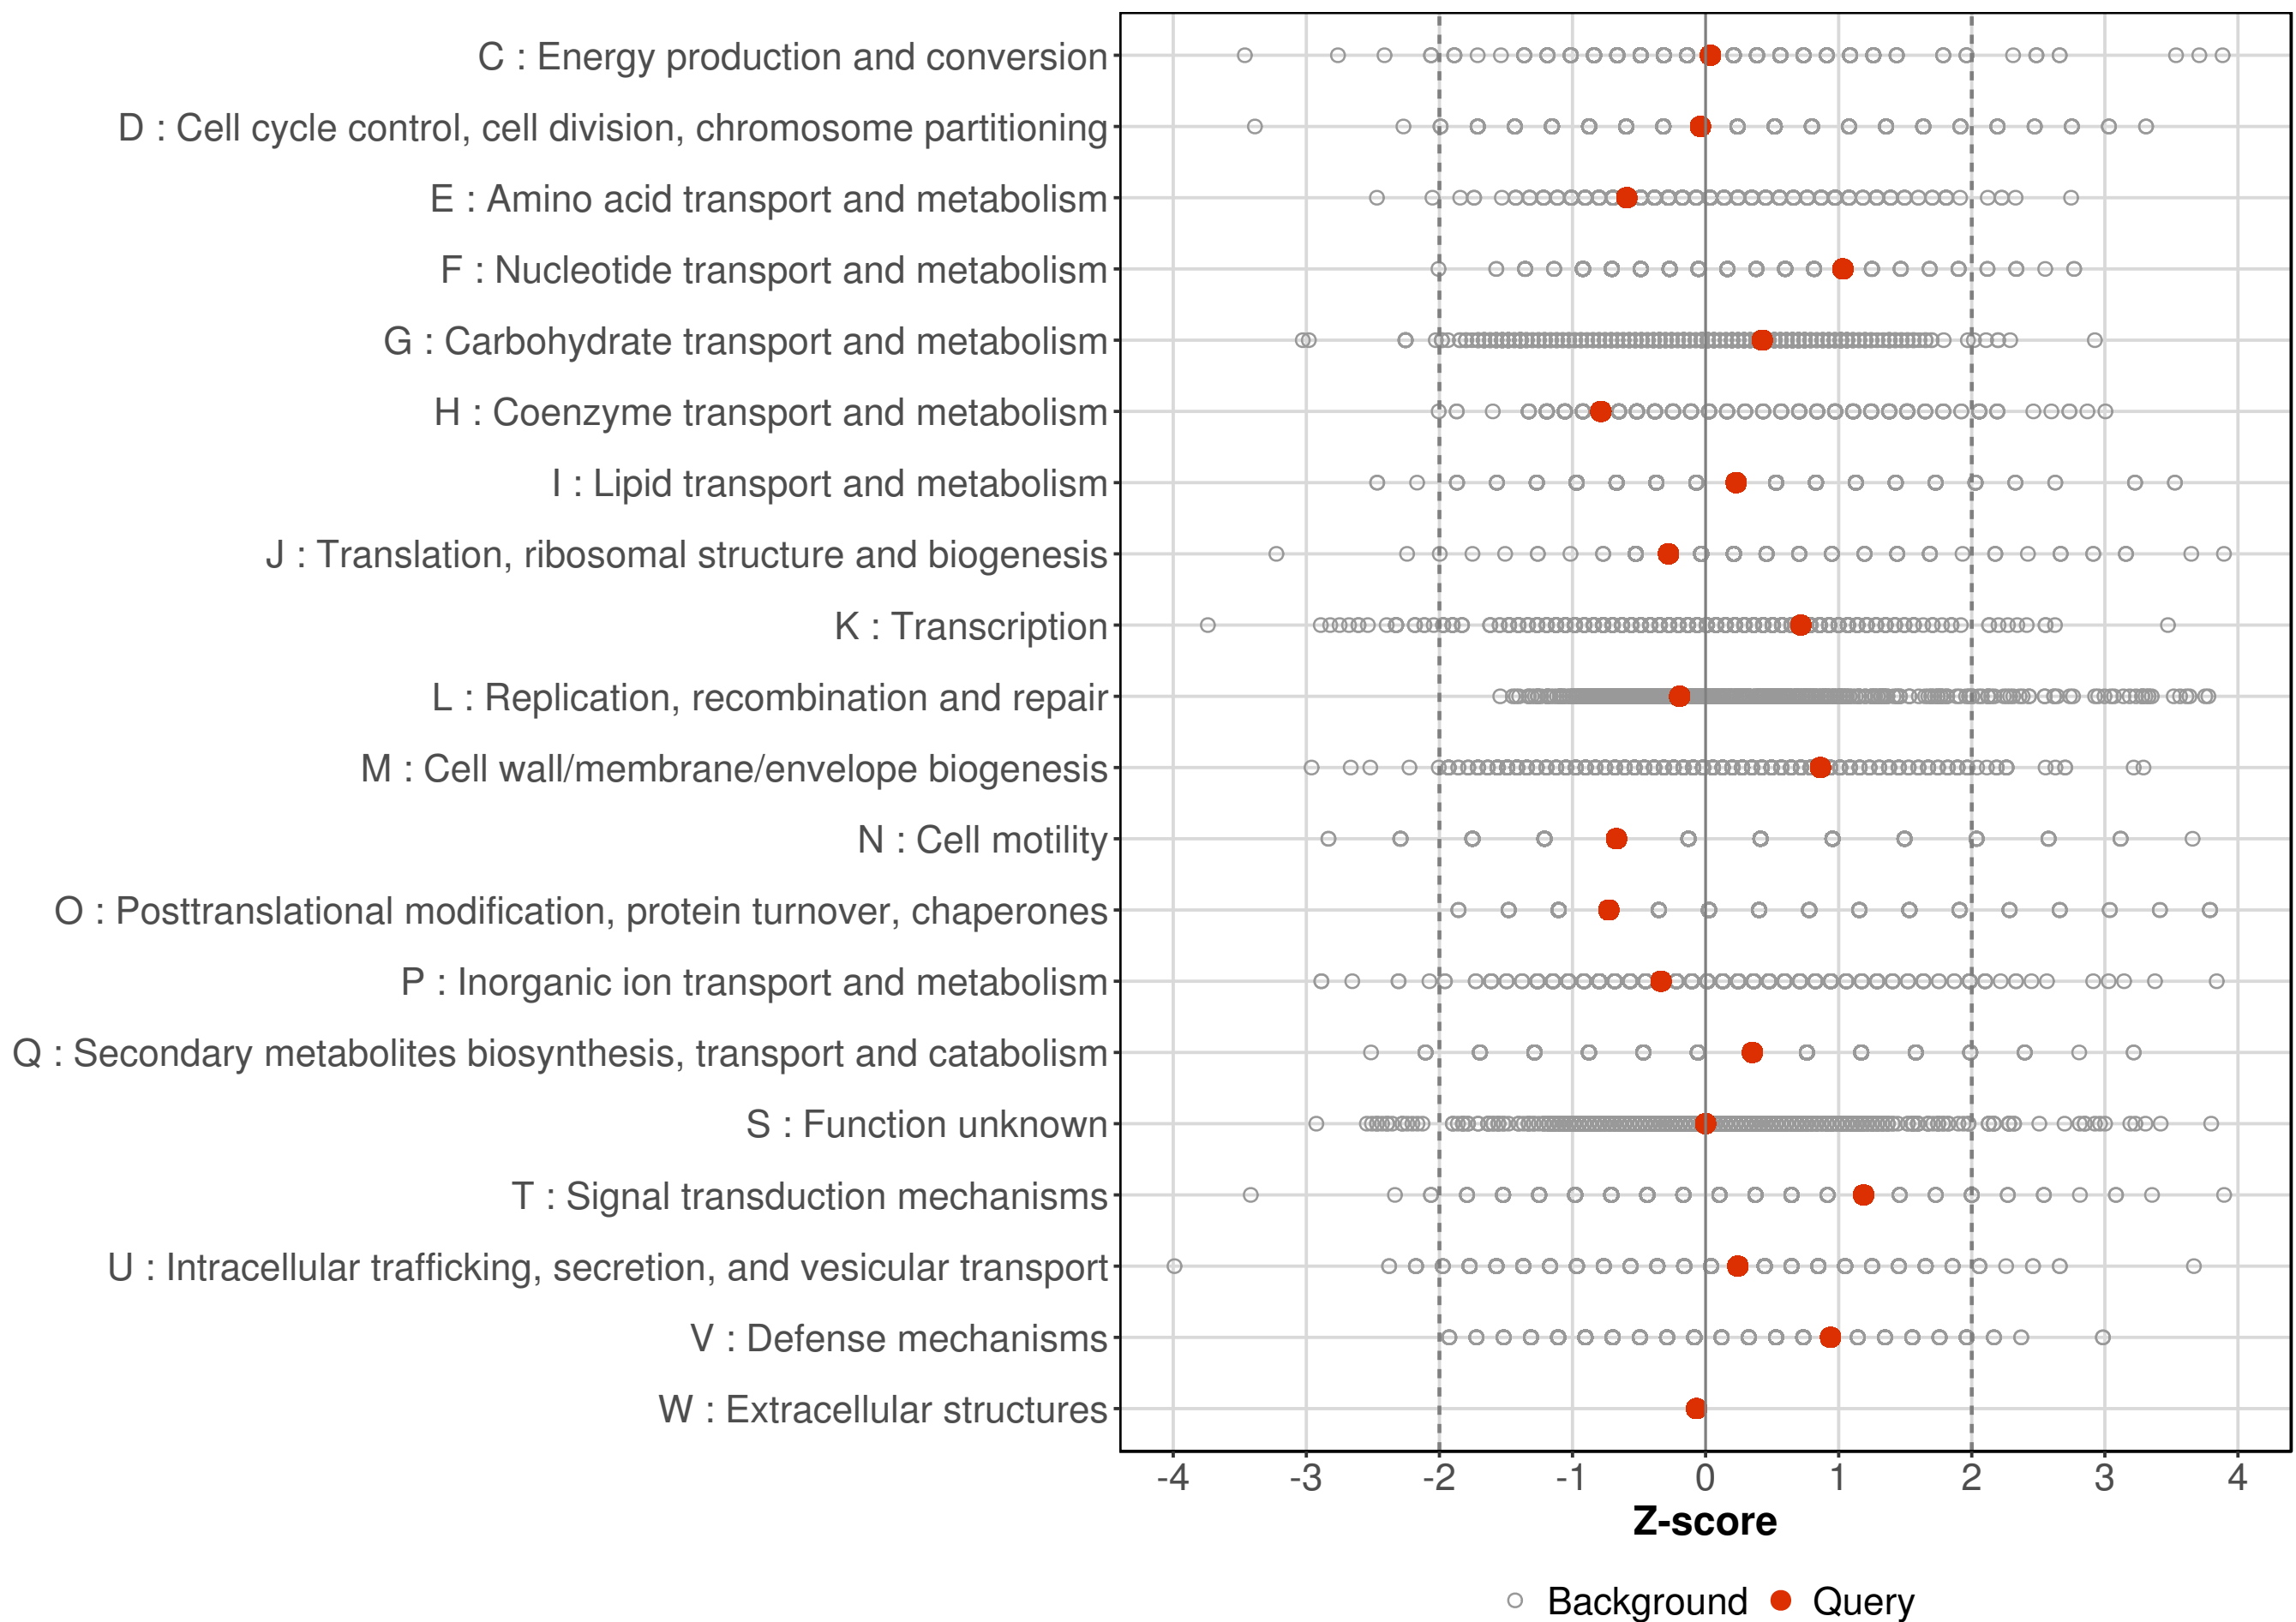 C : Energy production and conversion
D : Cell cycle control, cell division, chromosome partitioning
E : Amino acid transport and metabolism
F : Nucleotide transport and metabolism
G : Carbohydrate transport and metabolism
H : Coenzyme transport and metabolism
I : Lipid transport and metabolism
J : Translation, ribosomal structure and biogenesis
K : Transcription
L : Replication, recombination and repair
M : Cell wall/membrane/envelope biogenesis
N : Cell motility
O : Posttranslational modification, protein turnover, chaperones
P : Inorganic ion transport and metabolism
Q : Secondary metabolites biosynthesis, transport and catabolism
S : Function unknown
T : Signal transduction mechanisms
U : Intracellular trafficking, secretion, and vesicular transport
V : Defense mechanisms
W : Extracellular structures
-4 -3 -2 -1 0 1 2 3 4
Z-score
Background Query